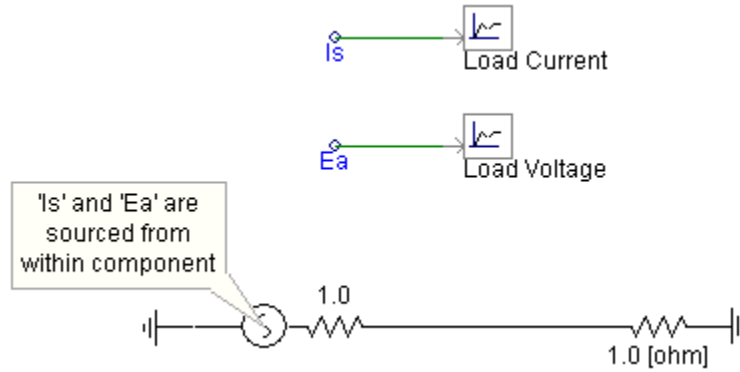 Is
Load Current
Ea
Load Voltage
'Is' and 'Ea' are
sourced from
within component
1.0
1.0 [ohm]